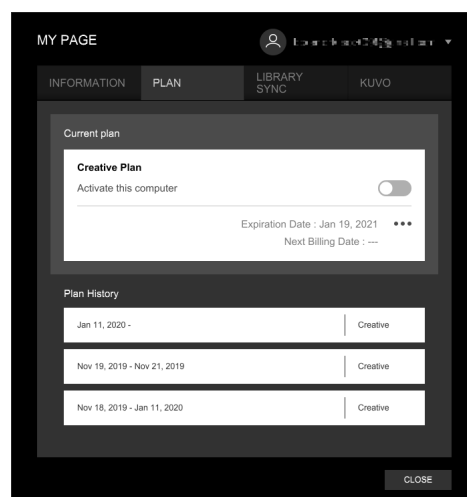 MY PAGE
INFORMATION
PLAN
LIBRARY
SYNC
KUVO
Current plan
Creative Plan
Activate this computer
Expiration Date : Jan 19, 2021
Next Billing Date : ---
Plan History
Jan 11, 2020 -
Creative
Nov 19, 2019 - Nov 21, 2019
Creative
Nov 18, 2019 - Jan 11, 2020
Creative
CLOSE